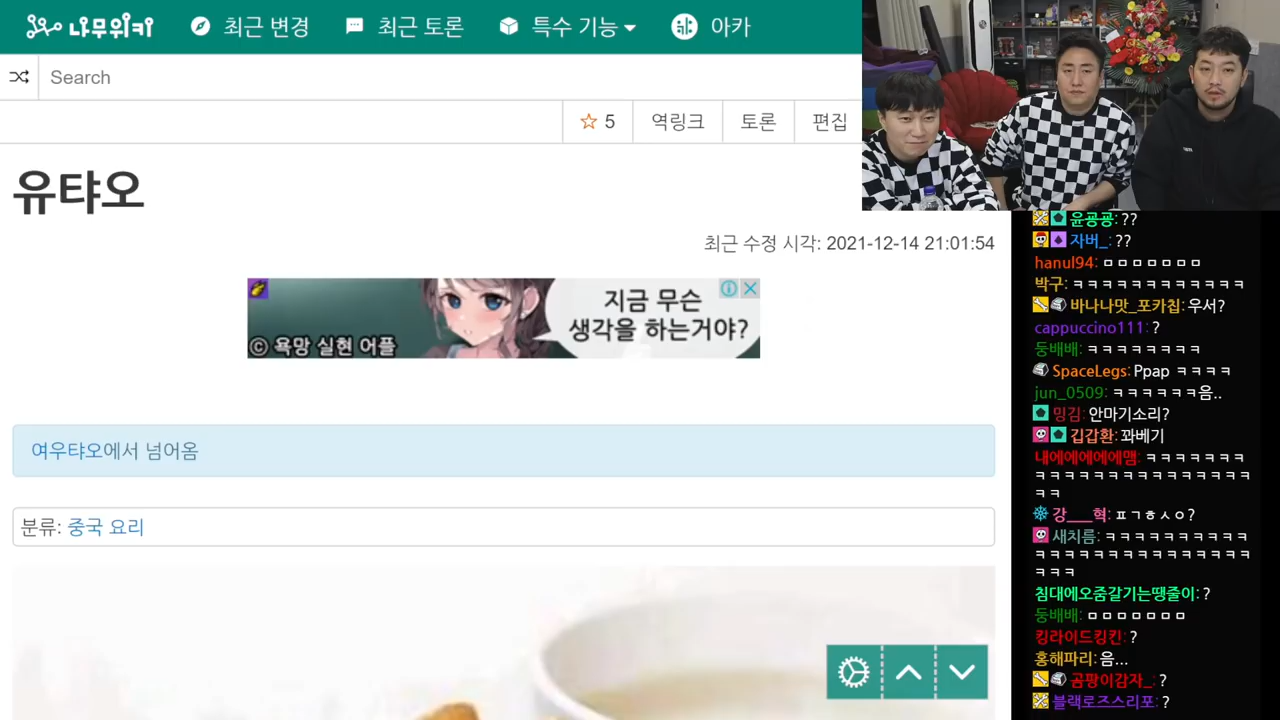 나무위키 최근 변경 최근 토론 특수 기능 아카
Search
5 역링크 토론 편집
유탸오
최근 수정 시각: 2021-12-14 21:01:54
지금 무슨
생각을 하는거야?
© 욕망 실현 어플
여우탸오에서 넘어옴
분류: 중국 요리
윤굥굥: ??
자버_: ??
hanul94: ㅁㅁㅁㅁㅁㅁㅁ
박구: ㅋㅋㅋㅋㅋㅋㅋㅋㅋㅋㅋㅋ
바나나맛_포카칩: 우서?
cappuccino111: ?
둥배배: ㅋㅋㅋㅋㅋㅋㅋㅋ
SpaceLegs: Ppap ㅋㅋㅋㅋ
jun_0509: ㅋㅋㅋㅋㅋㅋ음..
밍김: 안마기소리?
김갑환: 꽈베기
내에에에에에맴: ㅋㅋㅋㅋㅋㅋㅋ
ㅋㅋㅋㅋㅋㅋㅋㅋㅋㅋㅋㅋㅋㅋㅋ
ㅋㅋ
강___혁: ㅍㄱㅎㅅㅇ?
새치름: ㅋㅋㅋㅋㅋㅋㅋㅋㅋㅋ
ㅋㅋㅋㅋㅋㅋㅋㅋㅋㅋㅋㅋㅋㅋㅋ
ㅋㅋㅋ
침대에오줌갈기는땡줄이: ?
둥배배: ㅁㅁㅁㅁㅁㅁㅁ
킹라이드킹킨: ?
홍해파리: 음...
곰팡이감자_: ?
블랙로즈스리포: ?